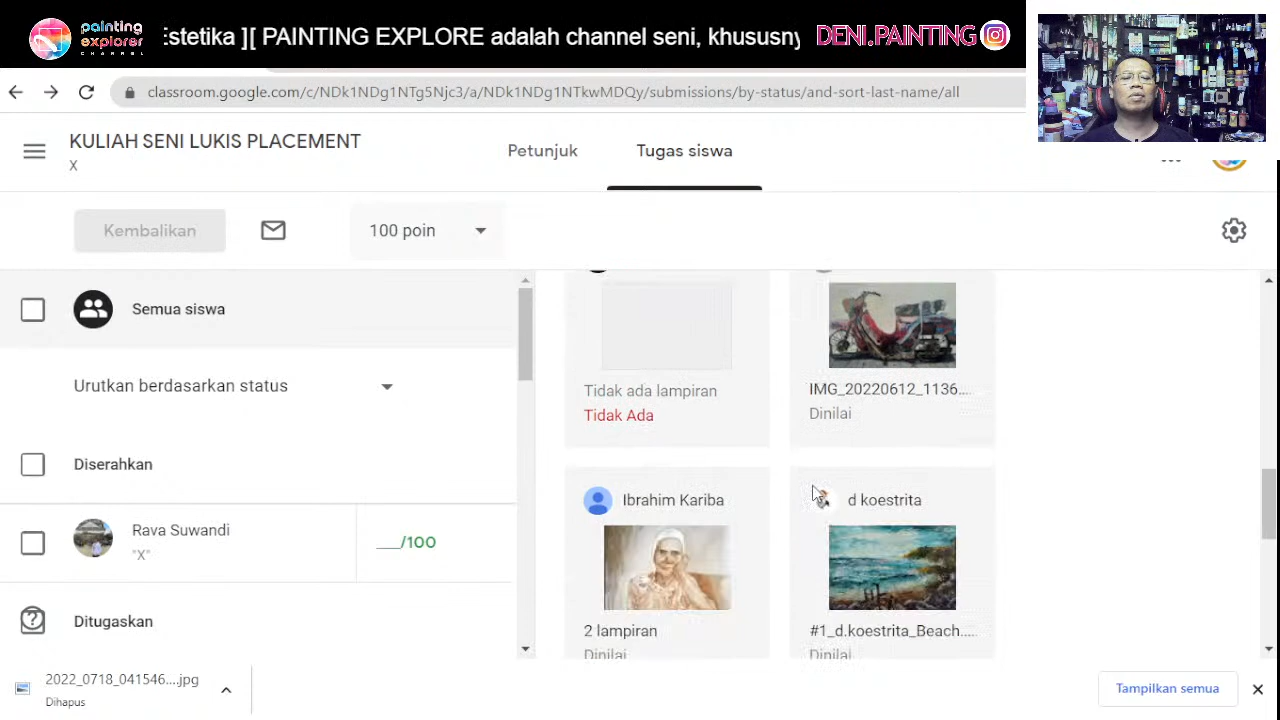 painting
explorer
CHANNEL
Estetika ][ PAINTING EXPLORE adalah channel seni, khususny
DENI.PAINTING
classroom.google.com/c/NDk1NDg1NTg5Njc3/a/NDk1NDg1NTkwMDQy/submissions/by-status/and-sort-last-name/all
KULIAH SENI LUKIS PLACEMENT
X
Petunjuk
Tugas siswa
Kembalikan
100 poin
Semua siswa
Urutkan berdasarkan status
Diserahkan
Rava Suwandi
"X"
__/100
Ditugaskan
Tidak ada lampiran
Tidak Ada
IMG_20220612_1136...
Dinilai
Ibrahim Kariba
2 lampiran
Dinilai
d koestrita
#1_d.koestrita_Beach....
Dinilai
2022_0718_041546....jpg
Dihapus
Tampilkan semua